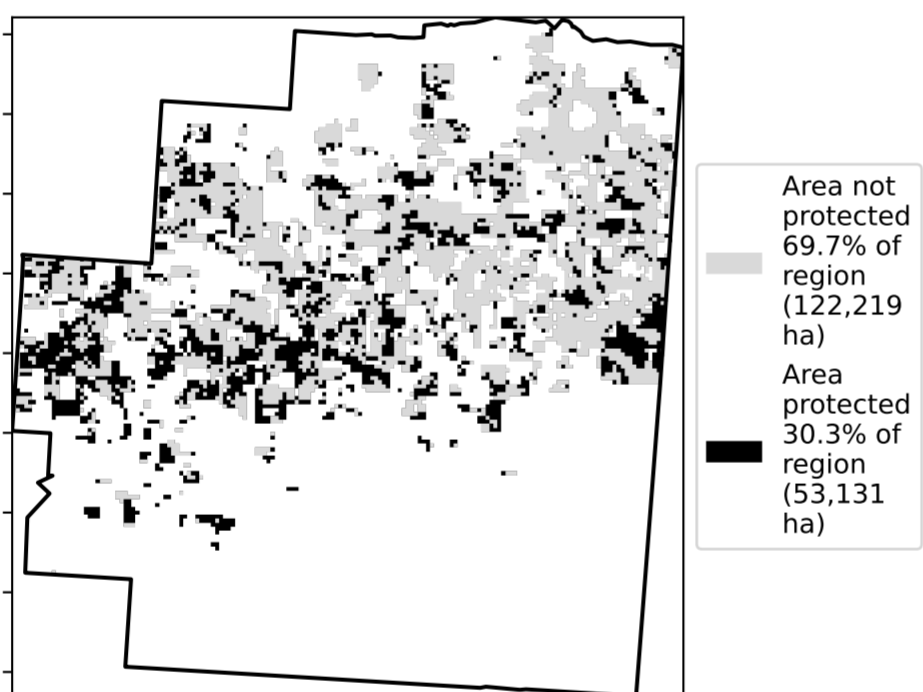 Area not
protected
69.7% of
region
(122,219
ha)
Area
protected
30.3% of
region
(53,131
ha)